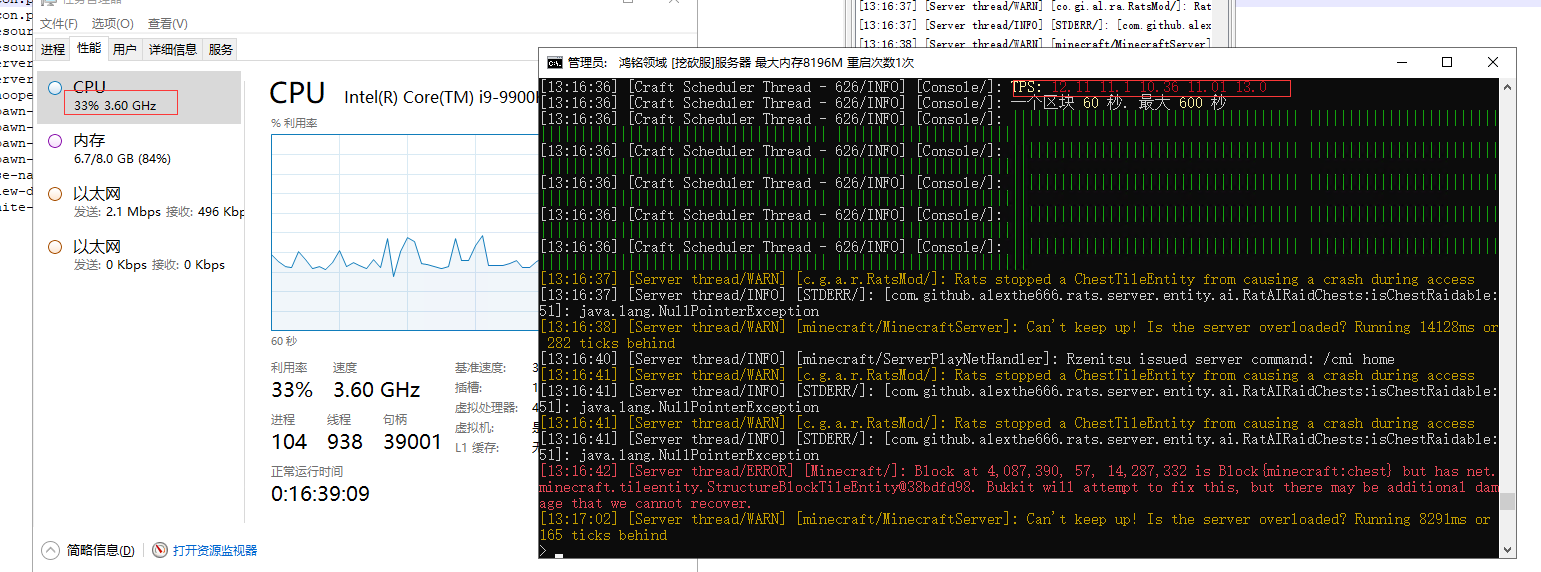 任务管理器
文件(F) 选项(O) 查看(V)
进程 性能 用户 详细信息 服务
CPU
33% 3.60 GHz
内存
6.7/8.0 GB (84%)
以太网
发送: 2.1 Mbps 接收: 496 Kbp
以太网
发送: 0 Kbps 接收: 0 Kbps
CPU Intel(R) Core(TM) i9-9900
% 利用率
60 秒
利用率 速度 基准速度: 3
33% 3.60 GHz 插槽: 1
虚拟处理器: 4
进程 线程 句柄
虚拟机: 是
104 938 39001
L1 缓存: 无
正常运行时间
0:16:39:09
简略信息(D) 打开资源监视器
[13:16:37] [Server thread/WARN] [co.gi.al.ra.RatsMod/]: Rat
[13:16:37] [Server thread/INFO] [STDERR/]: [com.github.alex
[13:16:38] [Server thread/WARN] [minecraft/MinecraftServer]
管理员: 鸿铭领域 [挖砍服]服务器 最大内存8196M 重启次数1次
[13:16:36] [Craft Scheduler Thread - 626/INFO] [Console/]: TPS: 12.11 11.1 10.36 11.01 13.0
[13:16:36] [Craft Scheduler Thread - 626/INFO] [Console/]: 一个区块 60 秒. 最大 600 秒
[13:16:36] [Craft Scheduler Thread - 626/INFO] [Console/]:
[13:16:36] [Craft Scheduler Thread - 626/INFO] [Console/]:
[13:16:36] [Craft Scheduler Thread - 626/INFO] [Console/]:
[13:16:36] [Craft Scheduler Thread - 626/INFO] [Console/]:
[13:16:36] [Craft Scheduler Thread - 626/INFO] [Console/]:
[13:16:37] [Server thread/WARN] [c.g.a.r.RatsMod/]: Rats stopped a ChestTileEntity from causing a crash during access
[13:16:37] [Server thread/INFO] [STDERR/]: [com.github.alexthe666.rats.server.entity.ai.RatAIRaidChests:isChestRaidable:
51]: java.lang.NullPointerException
[13:16:38] [Server thread/WARN] [minecraft/MinecraftServer]: Can't keep up! Is the server overloaded? Running 14128ms or
282 ticks behind
[13:16:40] [Server thread/INFO] [minecraft/ServerPlayNetHandler]: Rzenitsu issued server command: /cmi home
[13:16:41] [Server thread/WARN] [c.g.a.r.RatsMod/]: Rats stopped a ChestTileEntity from causing a crash during access
[13:16:41] [Server thread/INFO] [STDERR/]: [com.github.alexthe666.rats.server.entity.ai.RatAIRaidChests:isChestRaidable:
51]: java.lang.NullPointerException
[13:16:41] [Server thread/WARN] [c.g.a.r.RatsMod/]: Rats stopped a ChestTileEntity from causing a crash during access
[13:16:41] [Server thread/INFO] [STDERR/]: [com.github.alexthe666.rats.server.entity.ai.RatAIRaidChests:isChestRaidable:
51]: java.lang.NullPointerException
[13:16:42] [Server thread/ERROR] [Minecraft/]: Block at 4,087,390, 57, 14,287,332 is Block{minecraft:chest} but has net.
minecraft.tileentity.StructureBlockTileEntity@38bdfd98. Bukkit will attempt to fix this, but there may be additional dam
age that we cannot recover.
[13:17:02] [Server thread/WARN] [minecraft/MinecraftServer]: Can't keep up! Is the server overloaded? Running 8291ms or
165 ticks behind
>